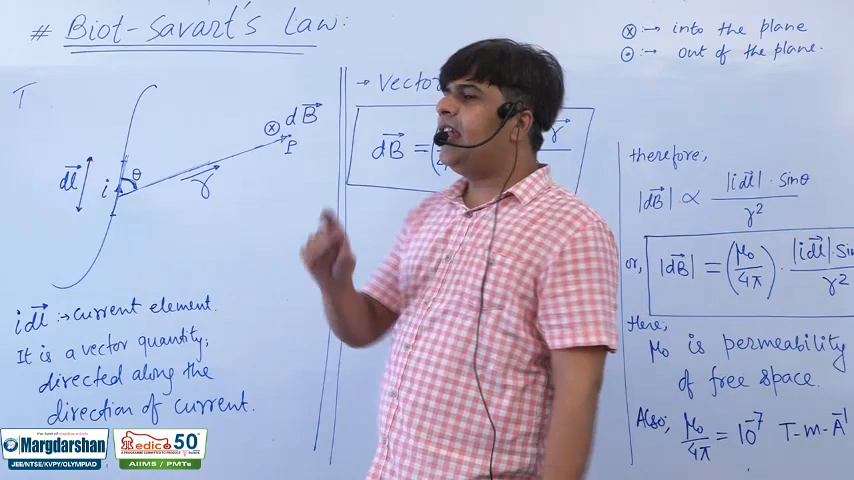 # Biot-Savart's Law:
⊗ :→ into the plane
⊙ :→ out of the plane.
T
⊗ dB⃗
P
θ
dl⃗
i
r⃗
idl⃗ :→ current element.
It is a vector quantity;
directed along the
direction of current.
→ Vector
dB⃗ = (
r⃗
therefore;
|dB⃗| ∝ |idl⃗|·Sinθ / r²
or, |dB⃗| = (μ₀/4π)·|idl⃗|·Sin / r²
Here,
μ₀ is permeability
of free space.
Also; μ₀/4π = 10⁻⁷ T-m-A⁻¹
Margdarshan
JEE/NTSE/KVPY/OLYMPIAD
Medico 50
AIIMS / PMTs